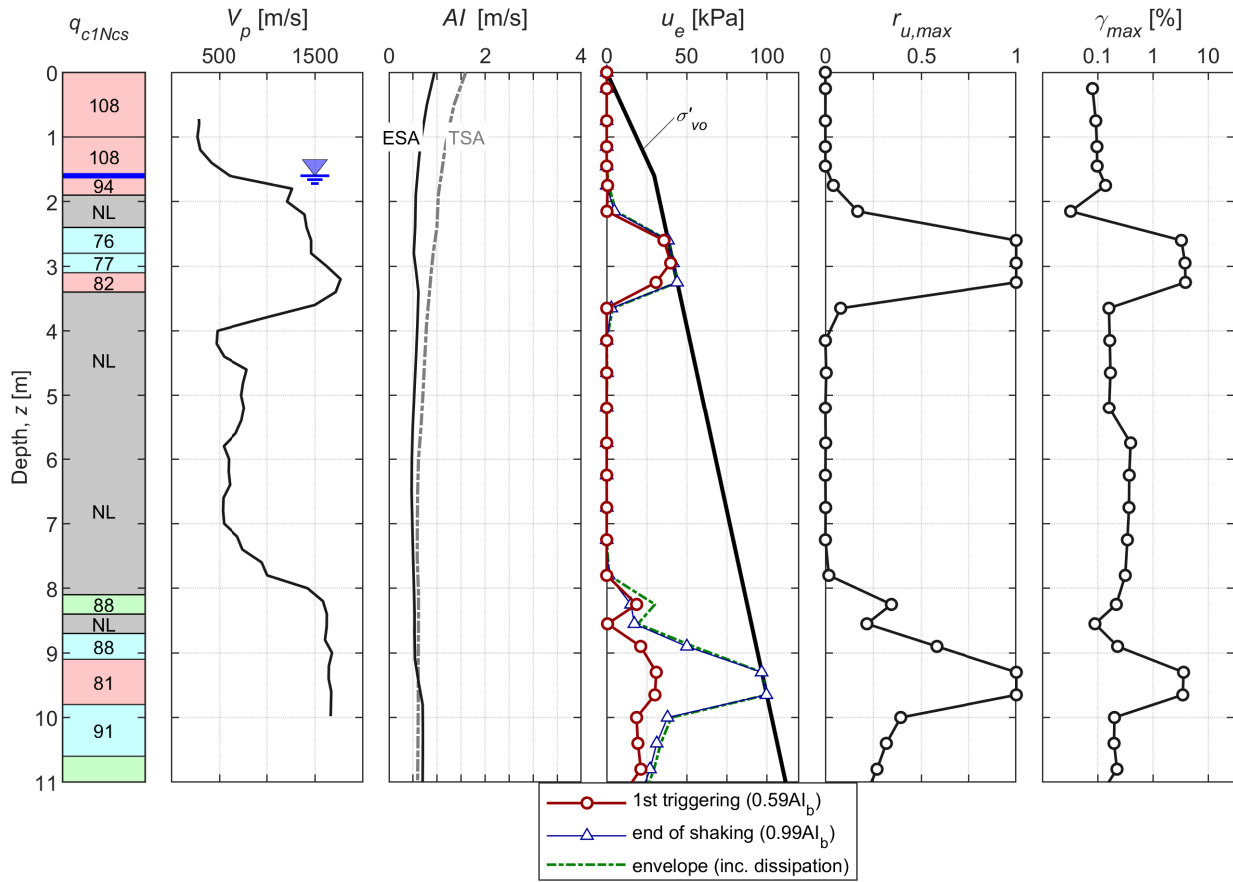 q_c1Ncs
V_p [m/s]
AI [m/s]
u_e [kPa]
r_u,max
γ_max [%]
500 1500
0 2 4
0 50 100
0 0.5 1
0.1 1 10
Depth, z [m]
0
1
2
3
4
5
6
7
8
9
10
11
108
108
94
NL
76
77
82
NL
NL
88
NL
88
81
91
ESA
TSA
σ'_vo
1st triggering (0.59AI_b)
end of shaking (0.99AI_b)
envelope (inc. dissipation)